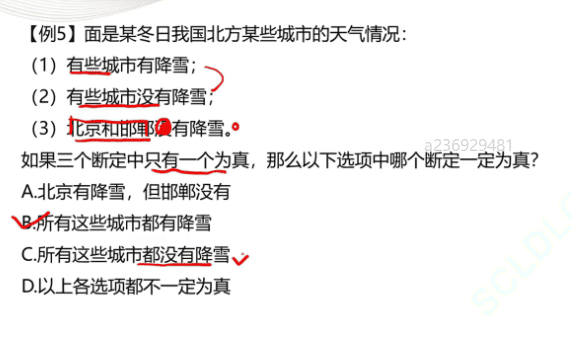 【例5】面是某冬日我国北方某些城市的天气情况：
（1）有些城市有降雪；
（2）有些城市没有降雪；
（3）北京和邯郸没有降雪。
a236929481
如果三个断定中只有一个为真，那么以下选项中哪个断定一定为真？
A.北京有降雪，但邯郸没有
B.所有这些城市都有降雪
C.所有这些城市都没有降雪
D.以上各选项都不一定为真
SCLDL